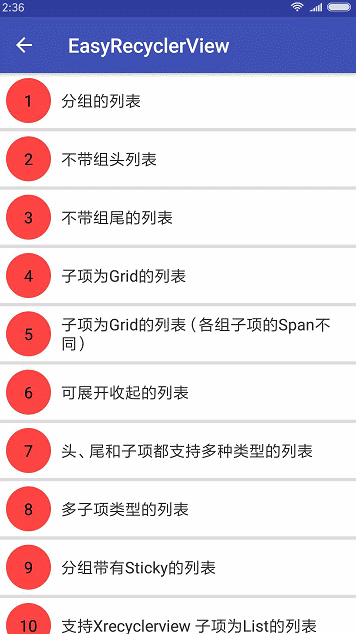 2:36
EasyRecyclerView
1 分组的列表
2 不带组头列表
3 不带组尾的列表
4 子项为Grid的列表
5 子项为Grid的列表（各组子项的Span不
同）
6 可展开收起的列表
7 头、尾和子项都支持多种类型的列表
8 多子项类型的列表
9 分组带有Sticky的列表
10 支持Xrecyclerview 子项为List的列表